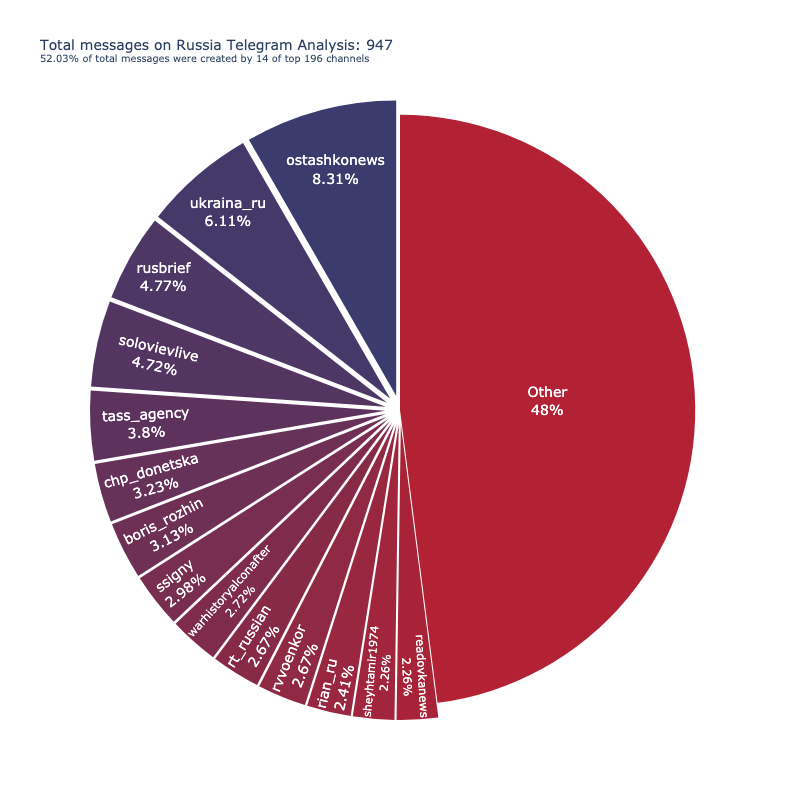 Total messages on Russia Telegram Analysis: 947
52.03% of total messages were created by 14 of top 196 channels
ostashkonews
8.31%
ukraina_ru
6.11%
rusbrief
4.77%
solovievlive
4.72%
tass_agency
3.8%
chp_donetska
3.23%
boris_rozhin
3.13%
ssigny
2.98%
warhistoryalconafter
2.72%
rt_russian
2.67%
rvvoenkor
2.67%
rian_ru
2.41%
sheyhtamir1974
2.26%
readovkanews
2.26%
Other
48%